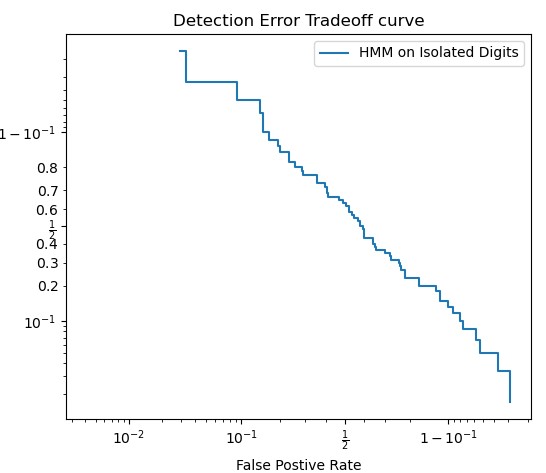 Detection Error Tradeoff curve
HMM on Isolated Digits
1 − 10⁻¹
0.8
0.7
0.6
½
0.4
0.3
0.2
10⁻¹
10⁻² 10⁻¹ ½ 1 − 10⁻¹
False Postive Rate